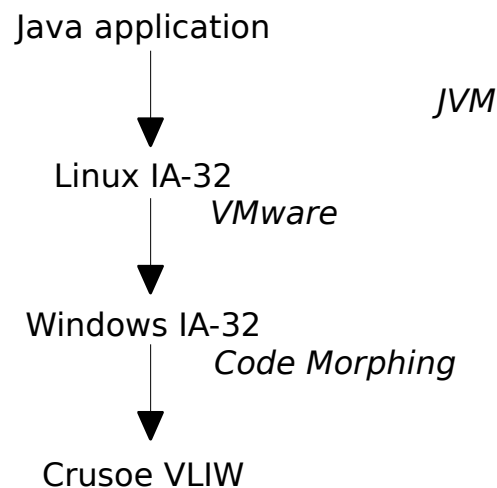 Java application
JVM
Linux IA-32
VMware
Windows IA-32
Code Morphing
Crusoe VLIW